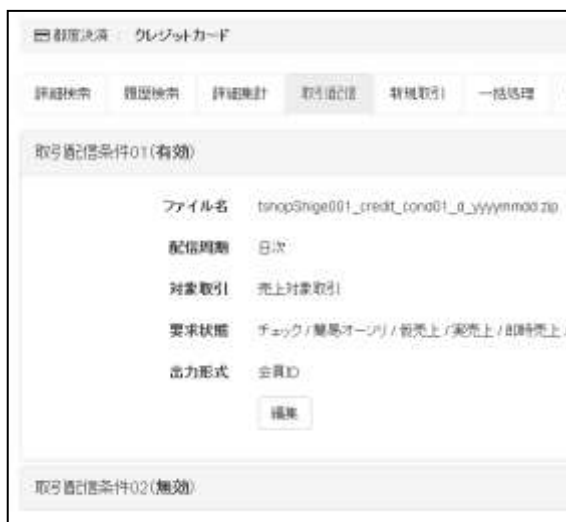 都度決済 : クレジットカード
詳細検索 履歴検索 詳細集計 取引配信 新規取引 一括処理
取引配信条件01(有効)
ファイル名 tsnopShige001_credit_cond01_d_yyyymmdd.zip
配信周期 日次
対象取引 売上対象取引
要求状態 チェック / 簡易オーソリ / 仮売上 / 実売上 / 即時売上 /
出力形式 会員ID
編集
取引配信条件02(無効)